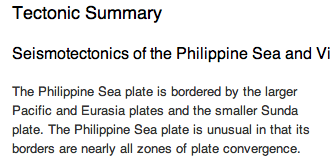 Tectonic Summary
Seismotectonics of the Philippine Sea and Vi
The Philippine Sea plate is bordered by the larger
Pacific and Eurasia plates and the smaller Sunda
plate. The Philippine Sea plate is unusual in that its
borders are nearly all zones of plate convergence.